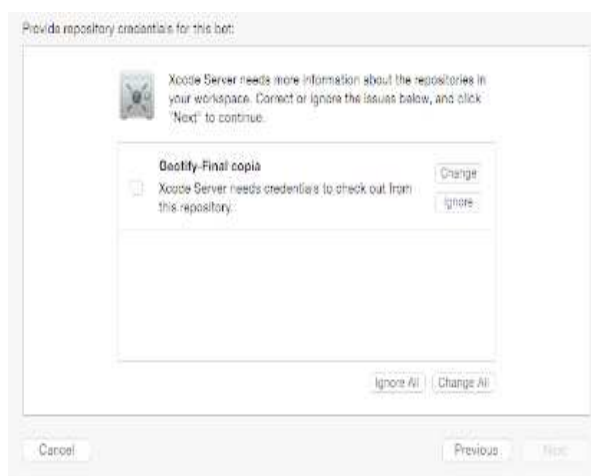 Provide repository credentials for this bot:
Xcode Server needs more information about the repositories in
your workspace. Correct or ignore the issues below, and click
"Next" to continue.
Geotify-Final copia
Change
Xcode Server needs credentials to check out from
this repository.
Ignore
Ignore All
Change All
Cancel
Previous
Next